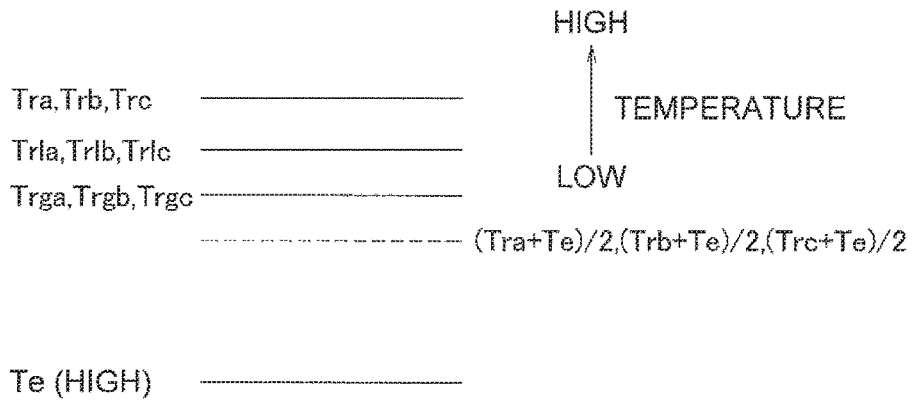 HIGH
Tra,Trb,Trc
TEMPERATURE
Trla,Trlb,Trlc
LOW
Trga,Trgb,Trgc
(Tra+Te)/2,(Trb+Te)/2,(Trc+Te)/2
Te (HIGH)